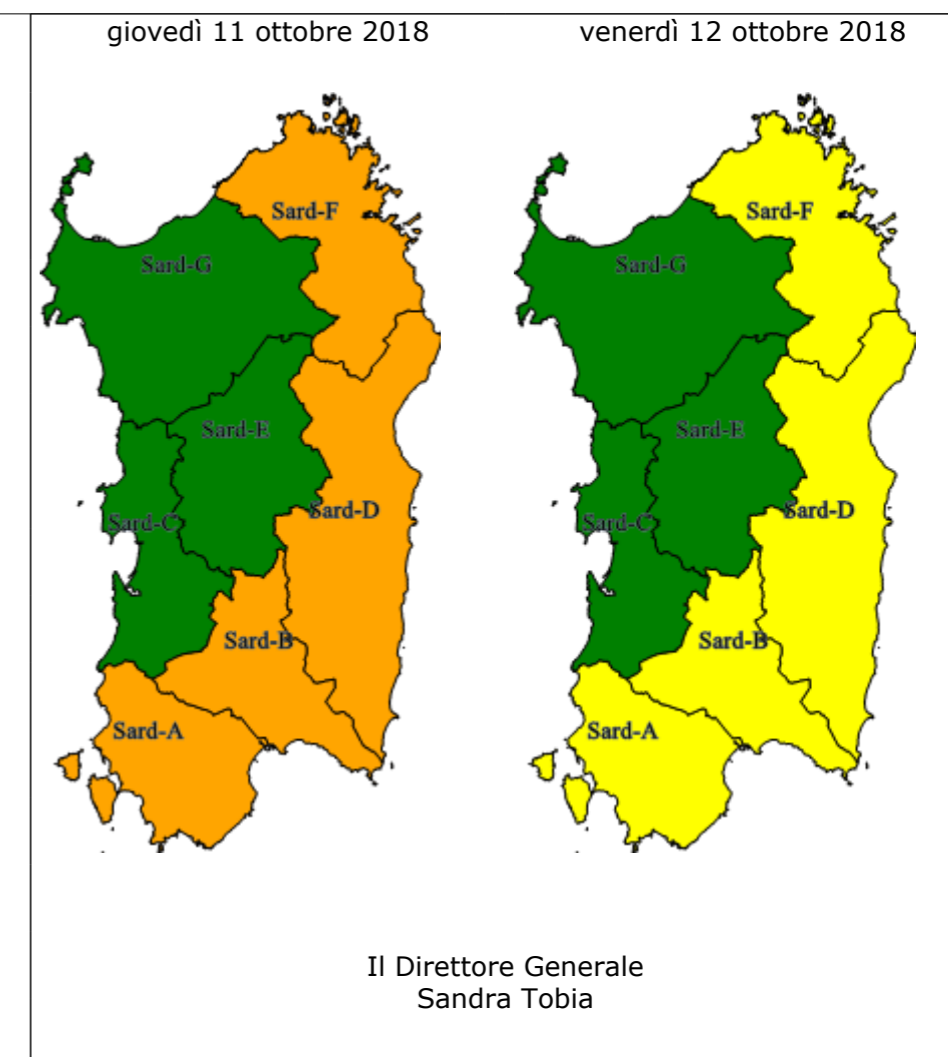 giovedì 11 ottobre 2018
venerdì 12 ottobre 2018
Sard-F
Sard-G
Sard-E
Sard-D
Sard-C
Sard-B
Sard-A
Sard-F
Sard-G
Sard-E
Sard-D
Sard-C
Sard-B
Sard-A
Il Direttore Generale
Sandra Tobia